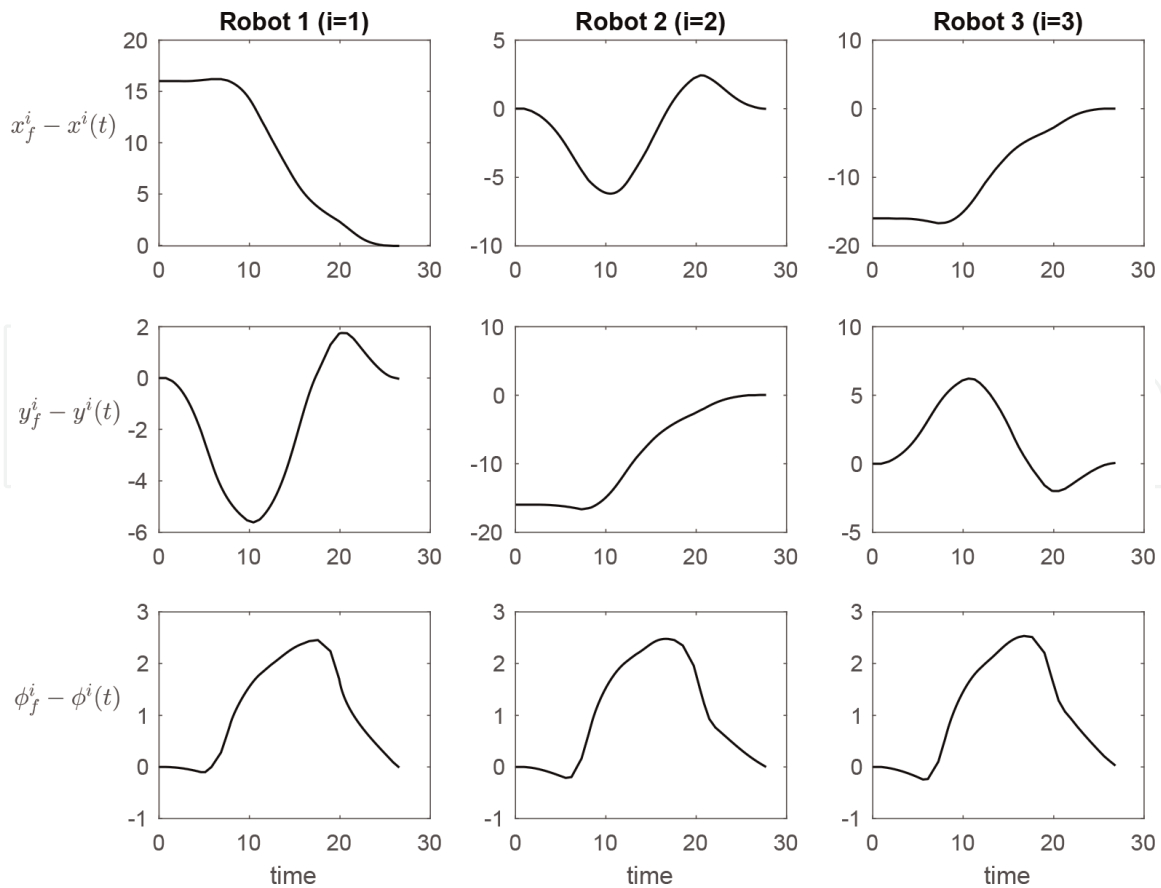 Robot 1 (i=1) Robot 2 (i=2) Robot 3 (i=3)
20 5 10
15 0 0
x_f^i − x^i(t)
10
5 -5 -10
0 -10 -20
0 10 20 30 0 10 20 30 0 10 20 30
2 10 10
0 0 5
y_f^i − y^i(t)
-2
-4 -10 0
-6 -20 -5
0 10 20 30 0 10 20 30 0 10 20 30
3 3 3
2 2 2
ϕ_f^i − ϕ^i(t)
1 1 1
0 0 0
-1 -1 -1
0 10 20 30 0 10 20 30 0 10 20 30
time time time